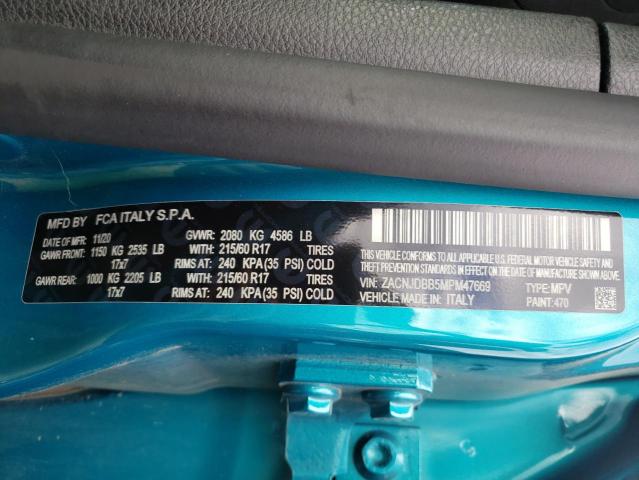 MFD BY FCA ITALY S.P.A.
DATE OF MFR: 11/20 GVWR: 2080 KG 4586 LB
GAWR FRONT: 1150 KG 2535 LB WITH: 215/60 R17 TIRES
17x7 RIMS AT: 240 KPA (35 PSI) COLD
GAWR REAR: 1000 KG 2205 LB WITH: 215/60 R17 TIRES
17x7 RIMS AT: 240 KPA (35 PSI) COLD
THIS VEHICLE CONFORMS TO ALL APPLICABLE U.S. FEDERAL MOTOR VEHICLE
SAFETY, BUMPER AND THEFT PREVENTION STANDARDS IN EFFECT ON THE DATE OF MANUFACTURE SHOWN ABOVE.
VIN: ZACNJDBB5MPM47669 TYPE: MPV
VEHICLE MADE IN: ITALY PAINT: 470